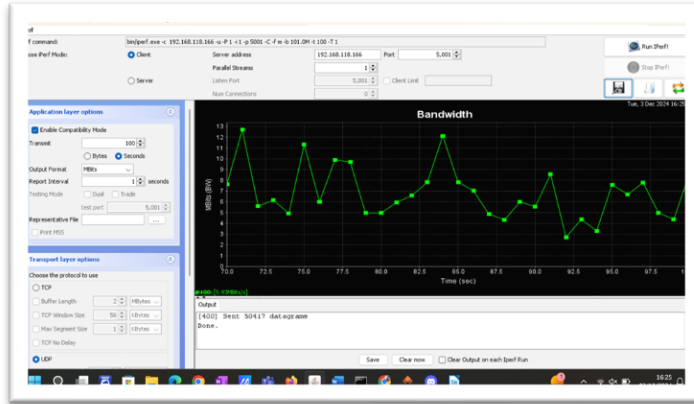 erf
f command:
bin/iperf.exe -c 192.168.118.166 -u -P 1 -i 1 -p 5001 -C -f m -b 101.0M -t 100 -T 1
ose iPerf Mode:
Client
Server address
192.168.118.166
Port
5,001
Parallel Streams
1
Server
Listen Port
5,001
Client Limit
Num Connections
0
Run IPerf!
Stop IPerf!
Tue, 3 Dec 2024 16:25
Application layer options
Enable Compatibility Mode
Transmit
100
Bytes
Seconds
Output Format
MBits
Report Interval
1
seconds
Testing Mode
Dual
Trade
test port
5,001
Representative File
...
Print MSS
Transport layer options
Choose the protocol to use
TCP
Buffer Length
2
MBytes
TCP Window Size
56
KBytes
Max Segment Size
1
KBytes
TCP No Delay
UDP
Bandwidth
MBits (BW)
13
12
11
10
9
8
7
6
5
4
3
2
1
0
70.0
72.5
75.0
77.5
80.0
82.5
85.0
87.5
90.0
92.5
95.0
97.5
Time (sec)
Output
[400] Sent 50417 datagrams
Done.
Save
Clear now
Clear Output on each Iperf Run
16:25